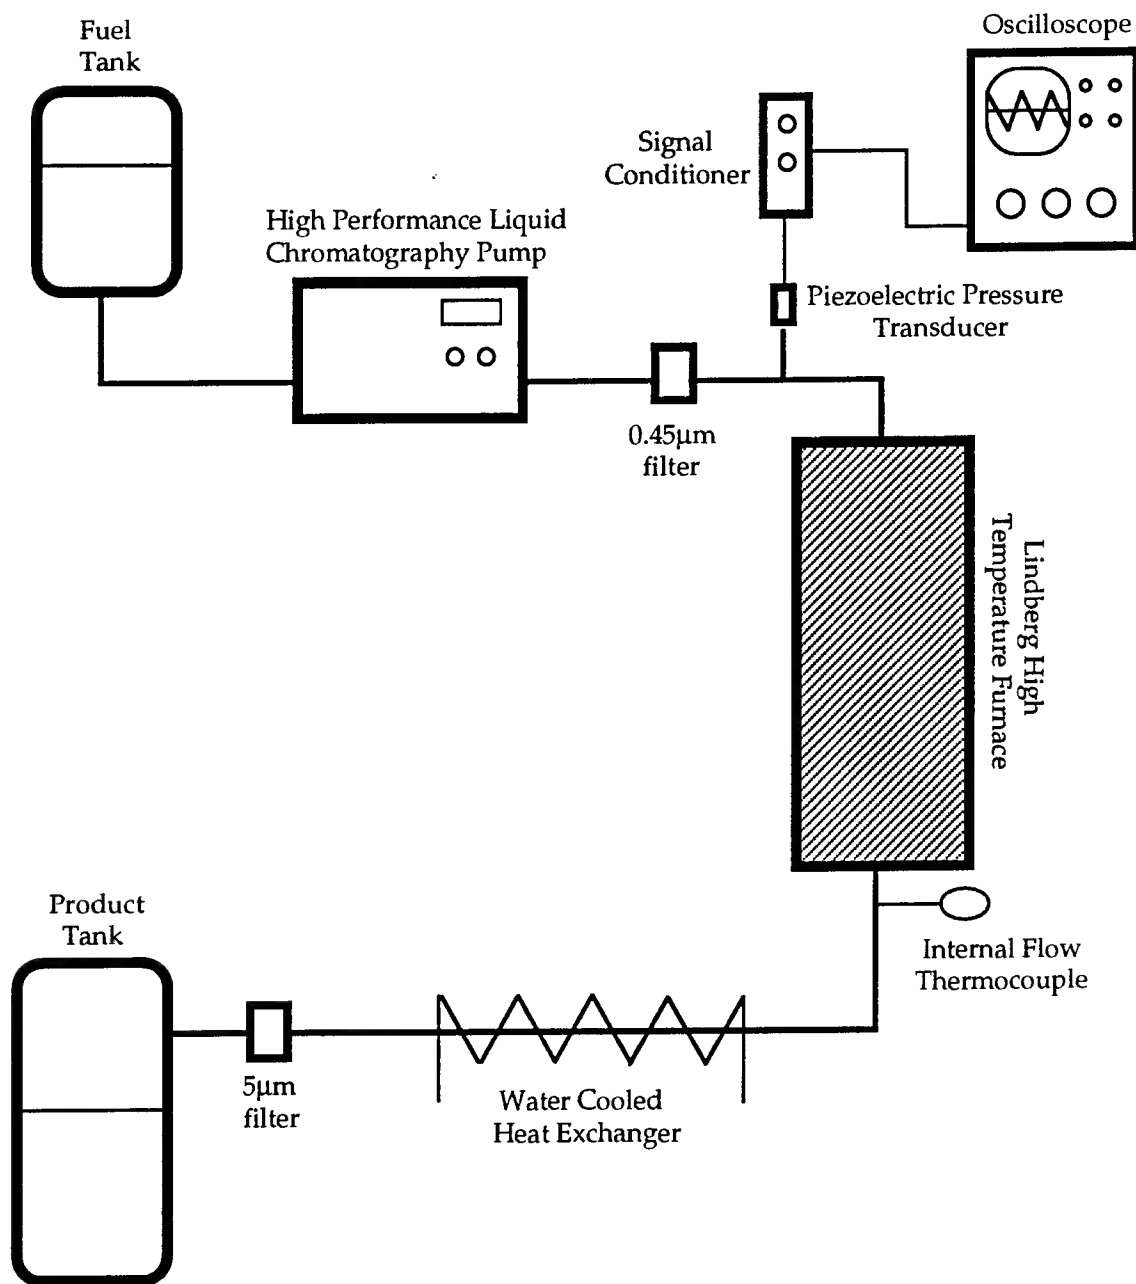 Fuel
Tank
Oscilloscope
Signal
Conditioner
High Performance Liquid
Chromatography Pump
Piezoelectric Pressure
Transducer
0.45µm
filter
Lindberg High
Temperature Furnace
Product
Tank
Internal Flow
Thermocouple
5µm
filter
Water Cooled
Heat Exchanger